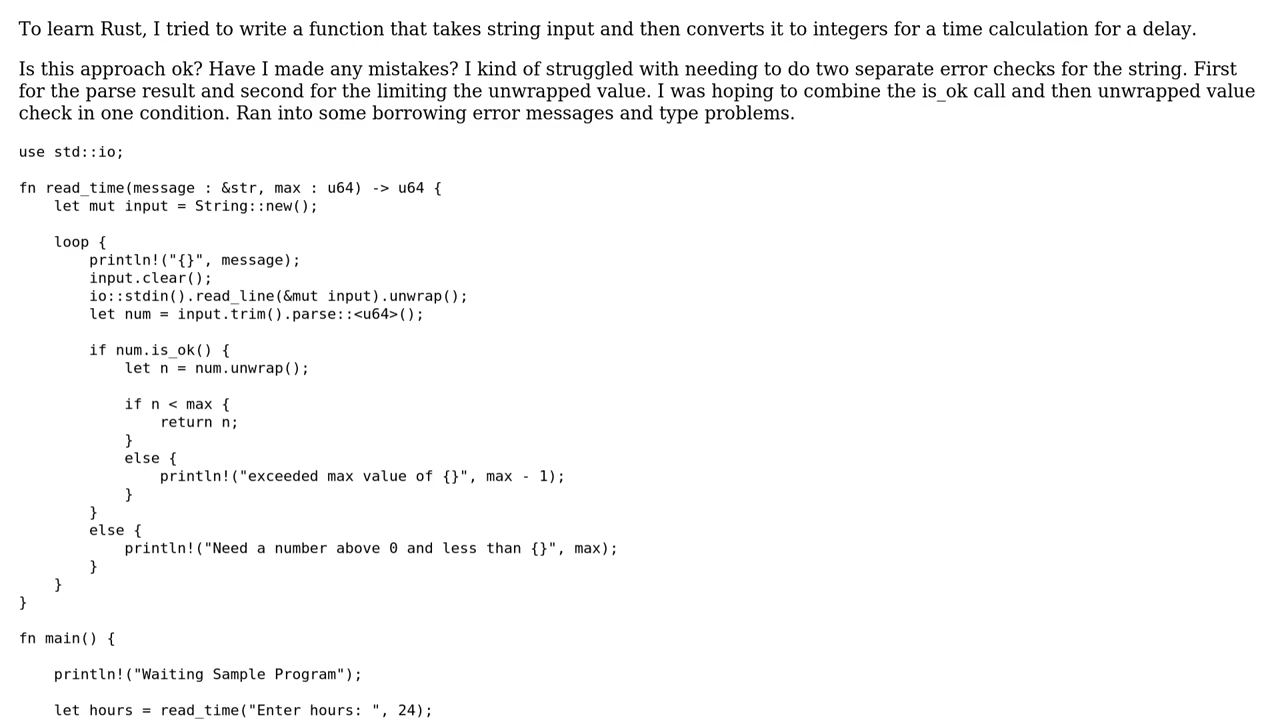 To learn Rust, I tried to write a function that takes string input and then converts it to integers for a time calculation for a delay.
Is this approach ok? Have I made any mistakes? I kind of struggled with needing to do two separate error checks for the string. First
for the parse result and second for the limiting the unwrapped value. I was hoping to combine the is_ok call and then unwrapped value
check in one condition. Ran into some borrowing error messages and type problems.
use std::io;
fn read_time(message : &str, max : u64) -> u64 {
    let mut input = String::new();
    loop {
        println!("{}", message);
        input.clear();
        io::stdin().read_line(&mut input).unwrap();
        let num = input.trim().parse::<u64>();
        if num.is_ok() {
            let n = num.unwrap();
            if n < max {
                return n;
            }
            else {
                println!("exceeded max value of {}", max - 1);
            }
        }
        else {
            println!("Need a number above 0 and less than {}", max);
        }
    }
}
fn main() {
    println!("Waiting Sample Program");
    let hours = read_time("Enter hours: ", 24);